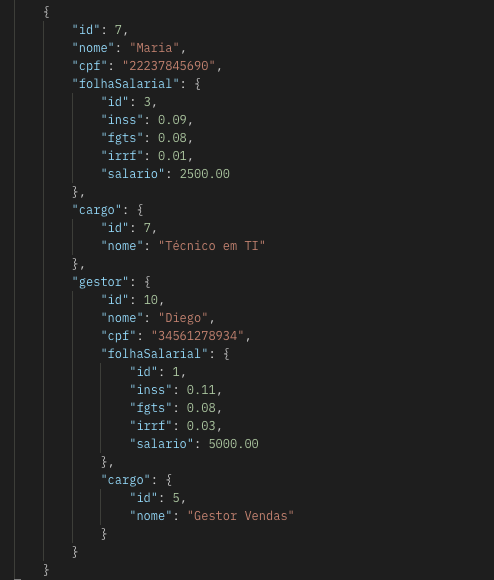 {
"id": 7,
"nome": "Maria",
"cpf": "22237845690",
"folhaSalarial": {
"id": 3,
"inss": 0.09,
"fgts": 0.08,
"irrf": 0.01,
"salario": 2500.00
},
"cargo": {
"id": 7,
"nome": "Técnico em TI"
},
"gestor": {
"id": 10,
"nome": "Diego",
"cpf": "34561278934",
"folhaSalarial": {
"id": 1,
"inss": 0.11,
"fgts": 0.08,
"irrf": 0.03,
"salario": 5000.00
},
"cargo": {
"id": 5,
"nome": "Gestor Vendas"
}
}
}